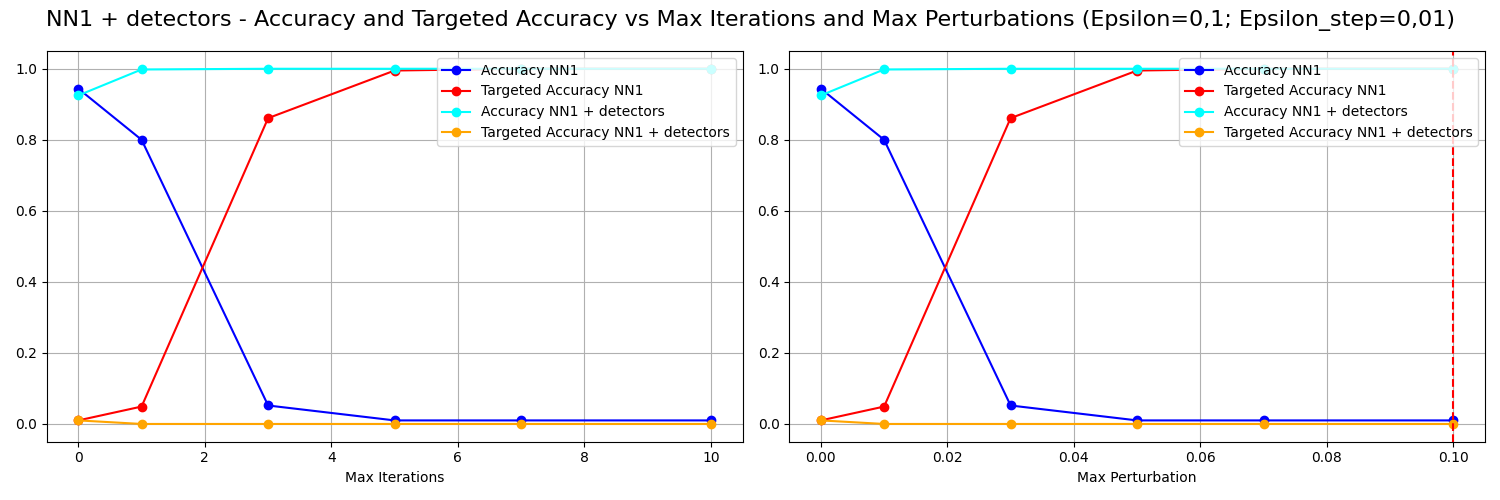 NN1 + detectors - Accuracy and Targeted Accuracy vs Max Iterations and Max Perturbations (Epsilon=0,1; Epsilon_step=0,01)
1.0
0.8
0.6
0.4
0.2
0.0
Accuracy NN1
Targeted Accuracy NN1
Accuracy NN1 + detectors
Targeted Accuracy NN1 + detectors
0 2 4 6 8 10
Max Iterations
1.0
0.8
0.6
0.4
0.2
0.0
Accuracy NN1
Targeted Accuracy NN1
Accuracy NN1 + detectors
Targeted Accuracy NN1 + detectors
0.00 0.02 0.04 0.06 0.08 0.10
Max Perturbation